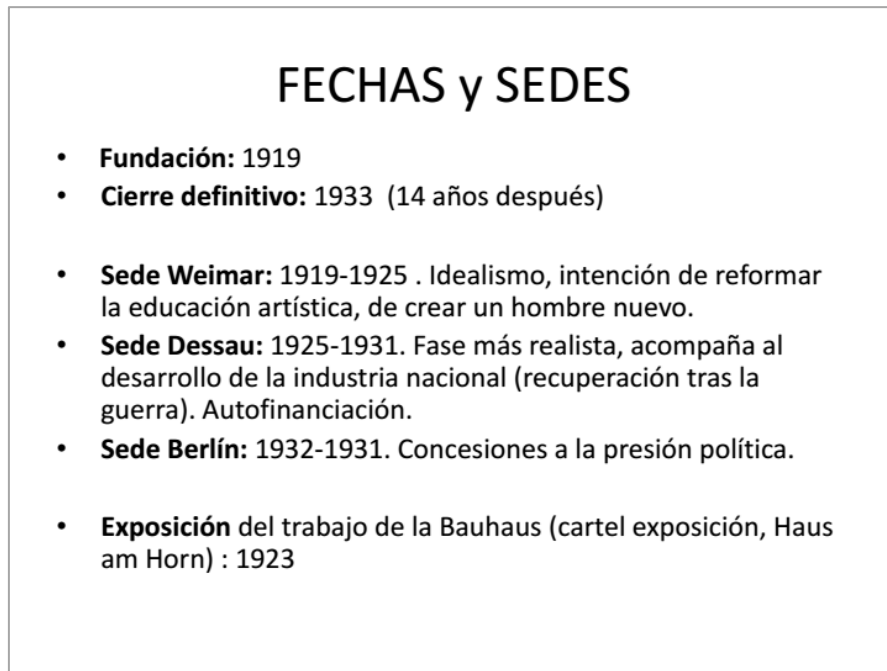 FECHAS y SEDES
• Fundación: 1919
• Cierre definitivo: 1933 (14 años después)
• Sede Weimar: 1919-1925 . Idealismo, intención de reformar
la educación artística, de crear un hombre nuevo.
• Sede Dessau: 1925-1931. Fase más realista, acompaña al
desarrollo de la industria nacional (recuperación tras la
guerra). Autofinanciación.
• Sede Berlín: 1932-1931. Concesiones a la presión política.
• Exposición del trabajo de la Bauhaus (cartel exposición, Haus
am Horn) : 1923